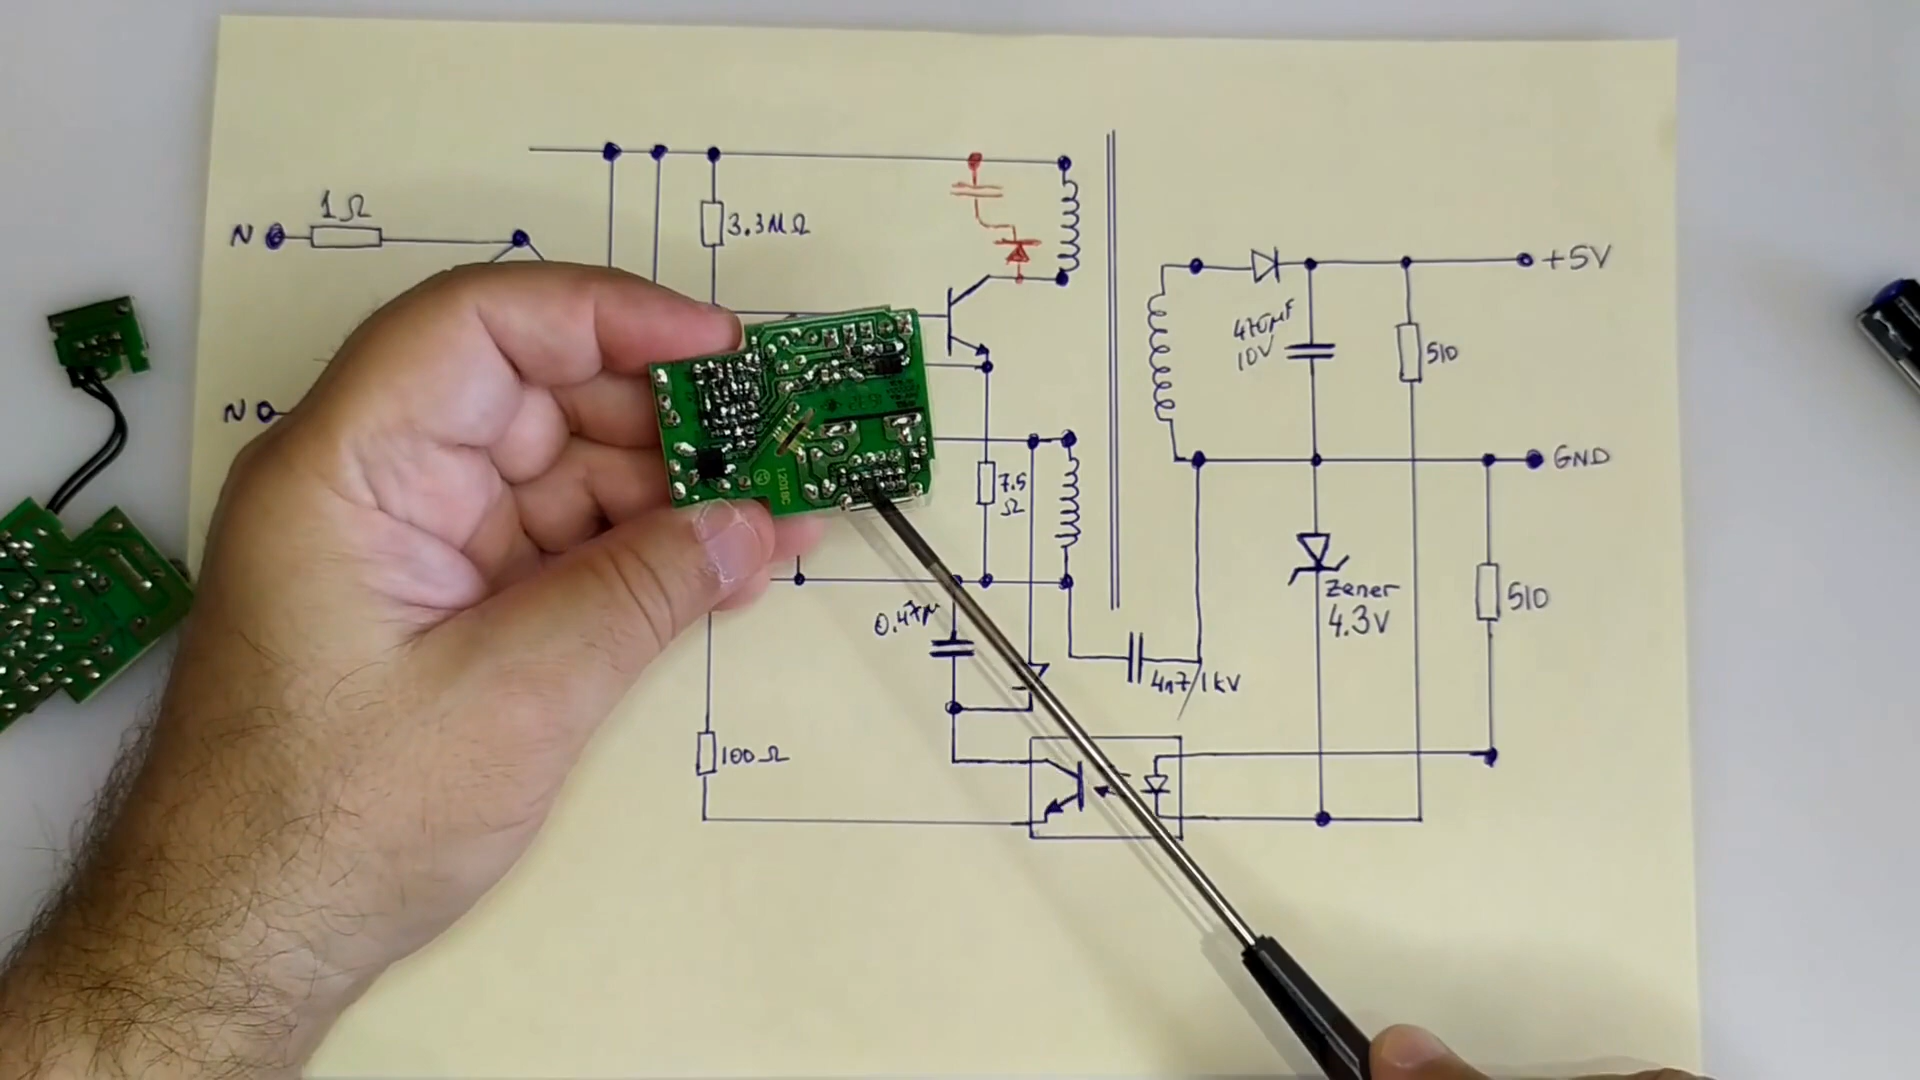 1Ω
N
3.3MΩ
+5V
470µF
10V
510
N
GND
7.5
Ω
Zener
4.3V
510
0.47µ
4n7/1kV
100Ω